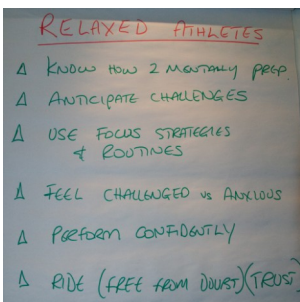 RELAXED ATHLETES
Δ KNOW HOW 2 MENTALLY PREP.
Δ ANTICIPATE CHALLENGES
Δ USE FOCUS STRATEGIES
& ROUTINES
Δ FEEL CHALLENGED vs ANXIOUS
Δ PERFORM CONFIDENTLY
Δ RIDE (FREE FROM DOUBT)(TRUST)